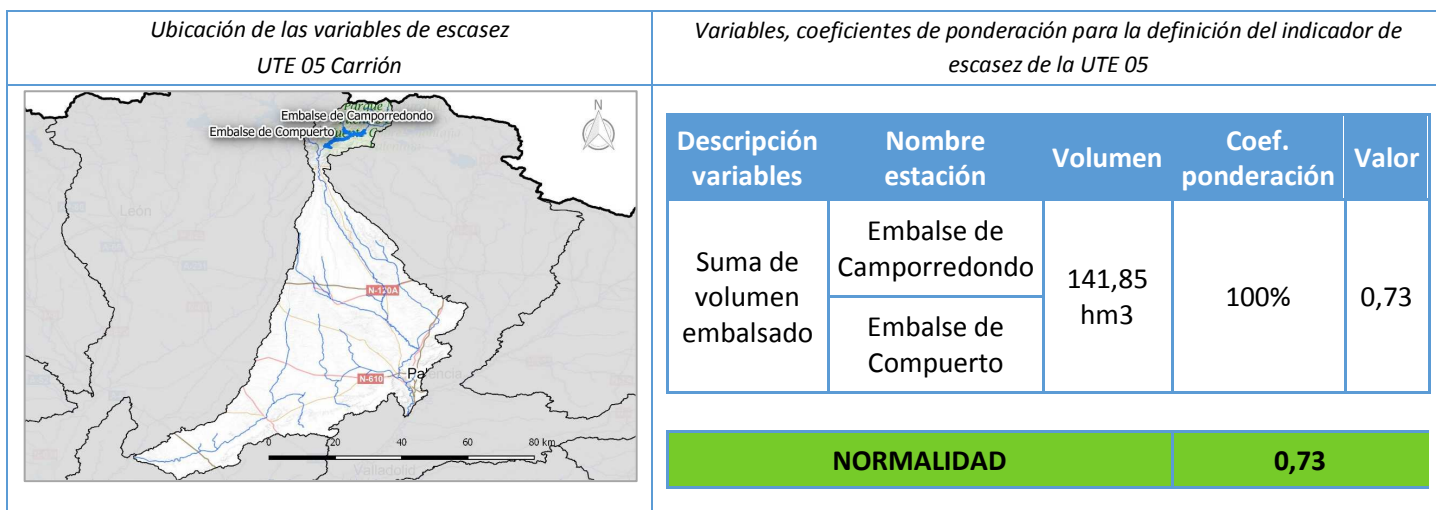 Ubicación de las variables de escasez
UTE 05 Carrión
Variables, coeficientes de ponderación para la definición del indicador de
escasez de la UTE 05
N
Embalse de Camporredondo
Embalse de Compuerto
León
N-120A
N-610
Pa
0 20 40 60 80 km
Valladolid
Descripción
variables
Nombre
estación
Volumen
Coef.
ponderación
Valor
Suma de
volumen
embalsado
Embalse de
Camporredondo
Embalse de
Compuerto
141,85
hm3
100%
0,73
NORMALIDAD 0,73